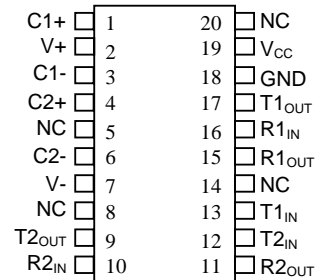 C1+ 1 20 NC
V+ 2 19 VCC
C1- 3 18 GND
C2+ 4 17 T1OUT
NC 5 16 R1IN
C2- 6 15 R1OUT
V- 7 14 NC
NC 8 13 T1IN
T2OUT 9 12 T2IN
R2IN 10 11 R2OUT